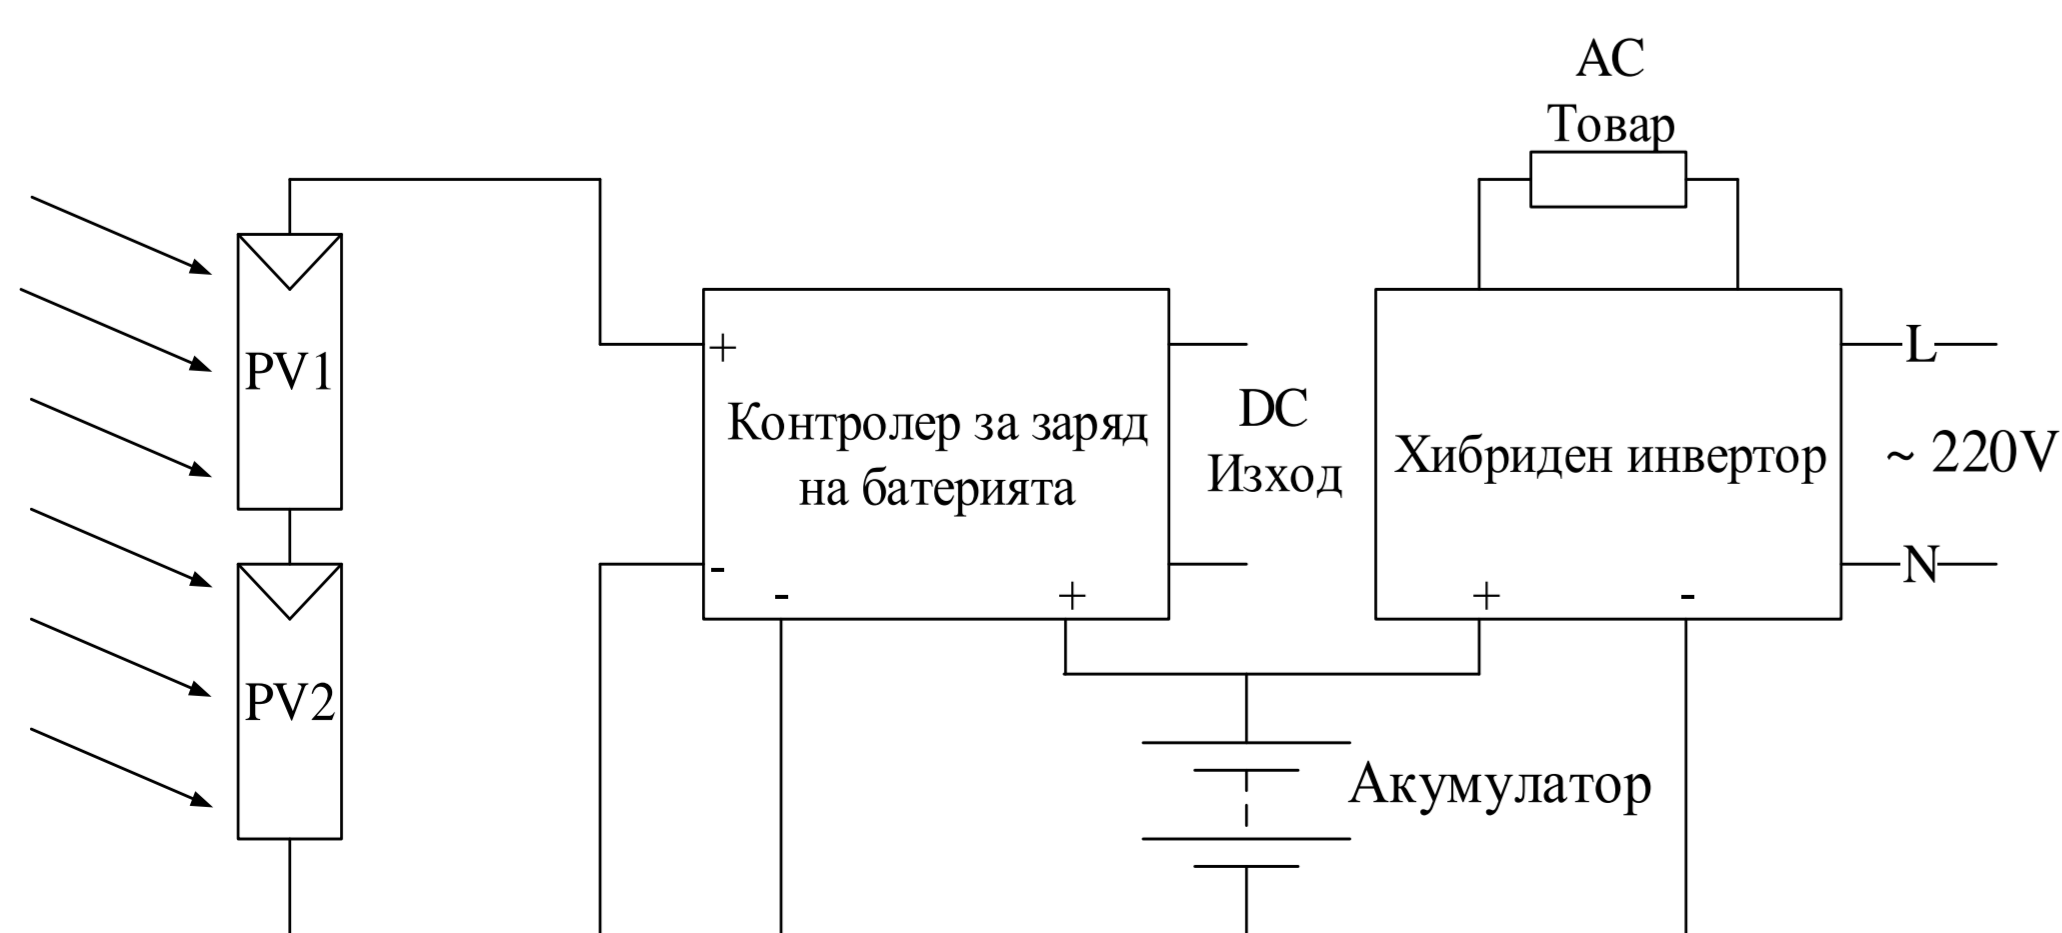 AC
Товар
PV1
+
Контролер за заряд
на батерията
-
-
+
DC
Изход
Хибриден инвертор
+
-
L
~ 220V
N
PV2
Акумулатор